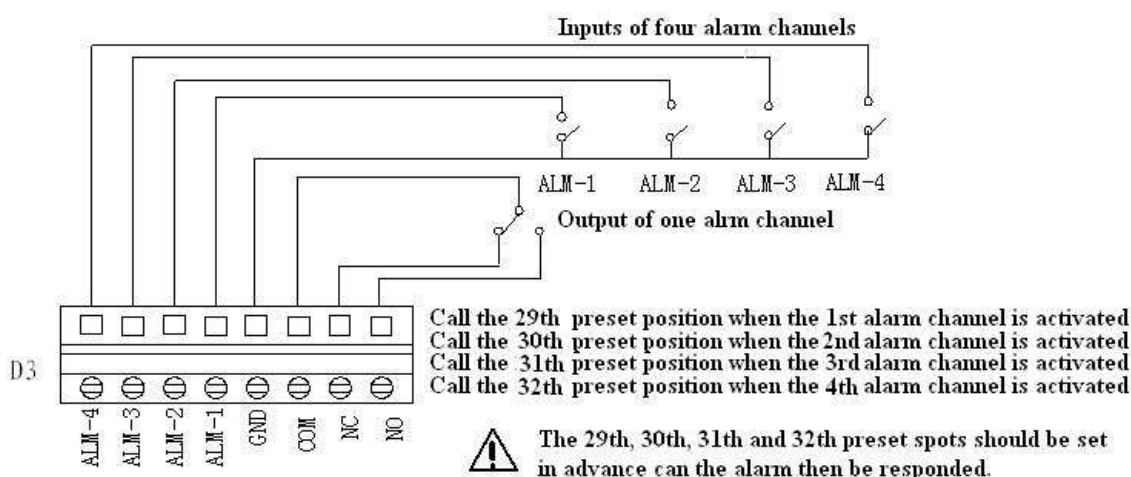 Inputs of four alarm channels
ALM-1 ALM-2 ALM-3 ALM-4
Output of one alrm channel
Call the 29th preset position when the 1st alarm channel is activated
Call the 30th preset position when the 2nd alarm channel is activated
Call the 31th preset position when the 3rd alarm channel is activated
Call the 32th preset position when the 4th alarm channel is activated
D3
ALM-4 ALM-3 ALM-2 ALM-1 GND COM NC NO
The 29th, 30th, 31th and 32th preset spots should be set
in advance can the alarm then be responded.